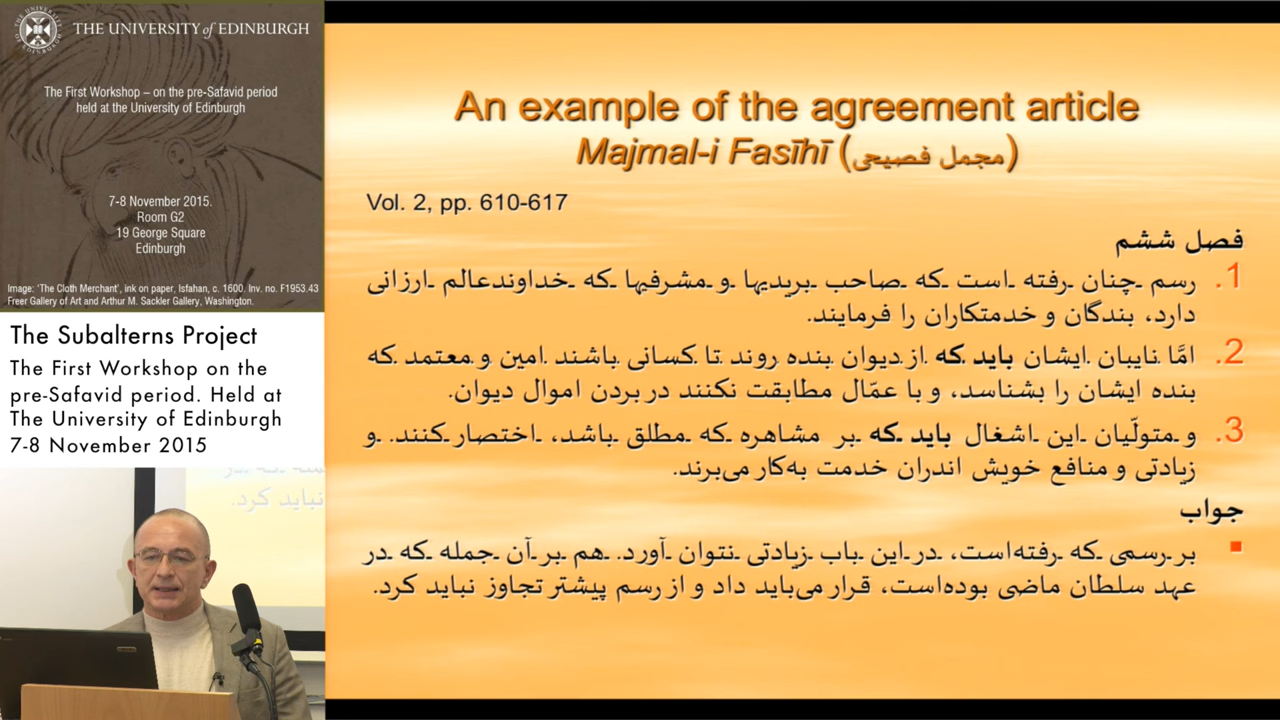 THE UNIVERSITY of EDINBURGH
The First Workshop – on the pre-Safavid period
held at the University of Edinburgh
7-8 November 2015.
Room G2
19 George Square
Edinburgh
Image: ‘The Cloth Merchant’, ink on paper, Isfahan, c. 1600. Inv. no. F1953.43
Freer Gallery of Art and Arthur M. Sackler Gallery, Washington.
The Subalterns Project
The First Workshop on the
pre-Safavid period. Held at
The University of Edinburgh
7-8 November 2015
An example of the agreement article
Majmal-i Fasīhī (مجمل فصیحی)
Vol. 2, pp. 610-617
فصل ششم
1. رسم چنان رفته است که صاحب بریدیها و مشرفیها که خداوندعالم ارزانی
دارد، بندگان و خدمتکاران را فرمایند.
2. امّا نایبان ایشان باید که از دیوان بنده روند تا کسانی باشند امین و معتمد که
بنده ایشان را بشناسد، و با عمّال مطابقت نکنند در بردن اموال دیوان.
3. و متولّیان این اشغال باید که بر مشاهره که مطلق باشد، اختصار کنند. و
زیادتی و منافع خویش اندران خدمت به‌کار می‌برند.
جواب
▪ بر رسمی که رفته‌است، در این باب زیادتی نتوان آورد. هم بر آن جمله که در
عهد سلطان ماضی بوده‌است، قرار می‌باید داد و از رسم پیشتر تجاوز نباید کرد.
نباید کرد.